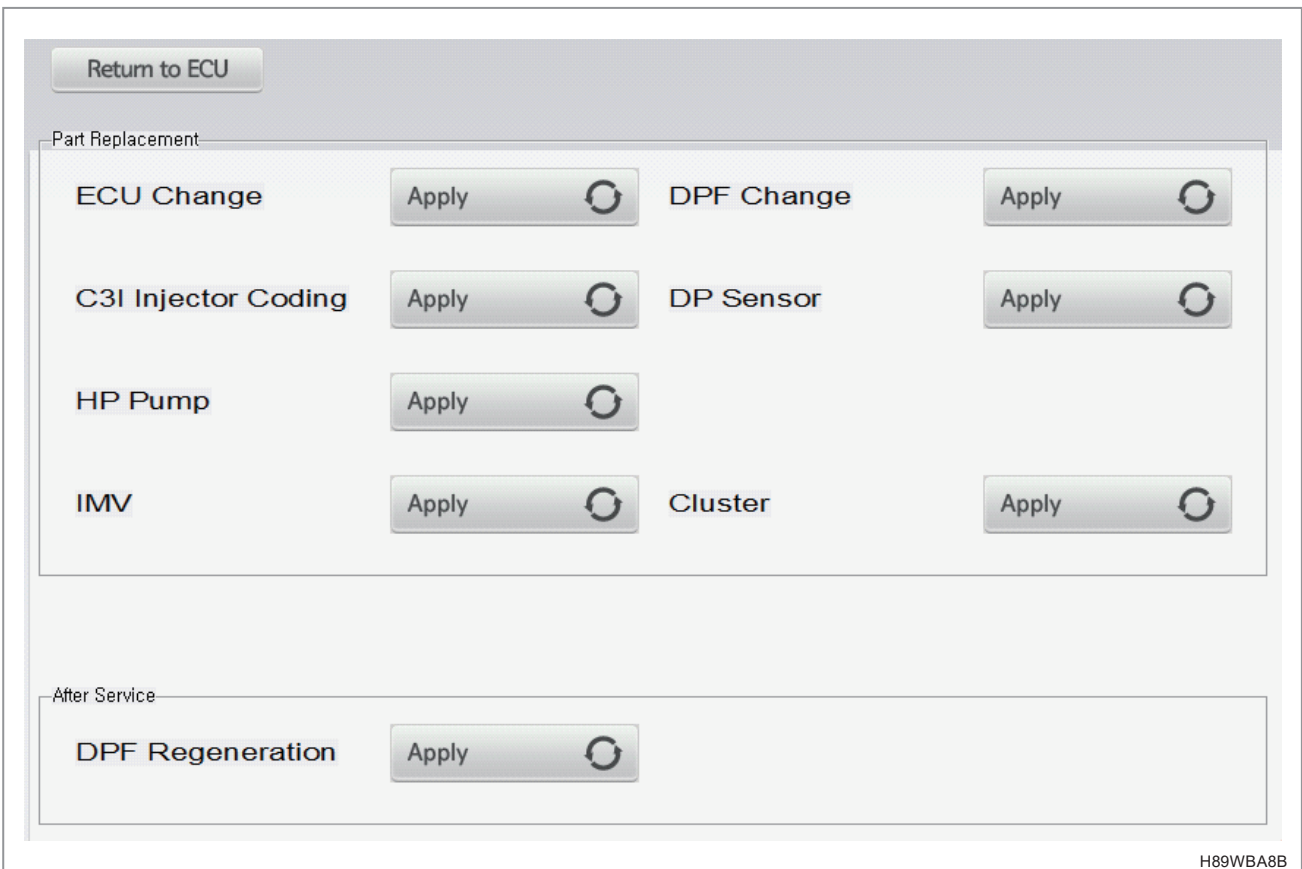 Return to ECU
Part Replacement
ECU Change Apply DPF Change Apply
C3I Injector Coding Apply DP Sensor Apply
HP Pump Apply
IMV Apply Cluster Apply
After Service
DPF Regeneration Apply
H89WBA8B